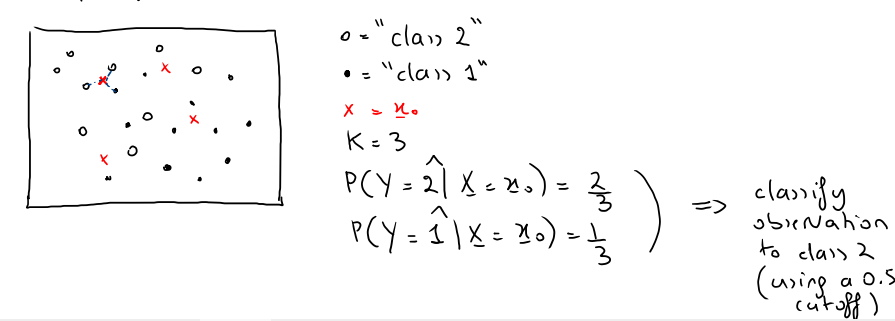 o = "class 2"
• = "class 1"
x = x₀
K = 3
P(Y = 2 | X = x₀) = 2/3
P(Y = 1 | X = x₀) = 1/3
=> classify
observation
to class 2
(using a 0.5
cutoff)